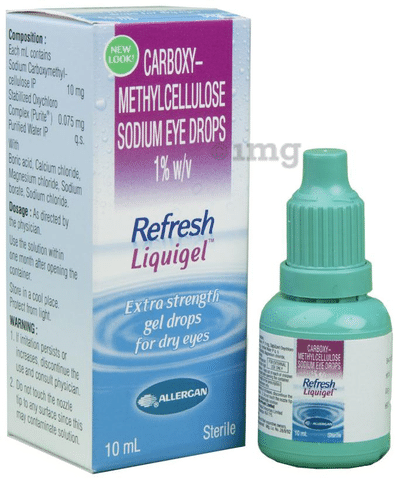 Composition :
Each mL contains
Sodium Carboxymethyl-
cellulose IP 10 mg
Stabilized Oxychloro
Complex (Purite®) 0.075 mg
Purified Water IP q.s.
With
Boric acid, Calcium chloride,
Magnesium chloride, Sodium
borate, Sodium chloride.
Dosage : As directed by
the physician.
Use the solution within
one month after opening the
container.
Store in a cool place.
Protect from light.
WARNING :
1. If irritation persists or
increases, discontinue the
use and consult physician.
2. Do not touch the nozzle
tip to any surface since this
may contaminate solution.
NEW
LOOK!
CARBOXY-
METHYLCELLULOSE
SODIUM EYE DROPS
1% w/v
Refresh
Liquigel™
Extra strength
gel drops
for dry eyes
ALLERGAN
10 mL Sterile
1mg
CARBOXY-
METHYLCELLULOSE
SODIUM EYE DROPS
Refresh
Liquigel
10 mL Sterile